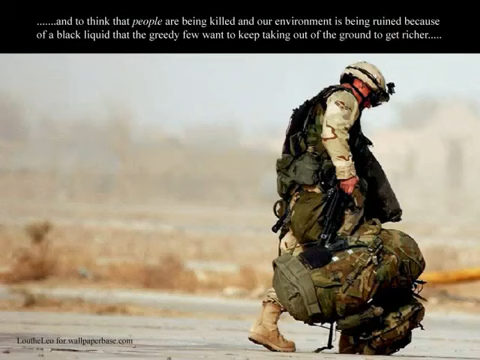 .......and to think that people are being killed and our environment is being ruined because
of a black liquid that the greedy few want to keep taking out of the ground to get richer.....
LoutheLeo for wallpaperbase.com